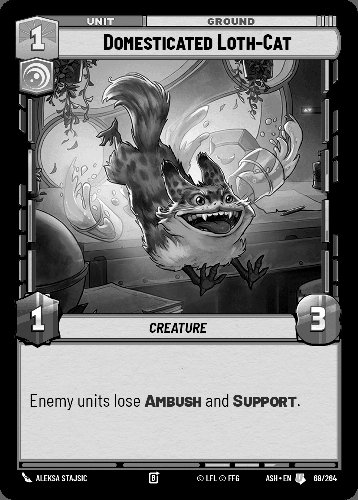 UNIT
GROUND
1
DOMESTICATED LOTH-CAT
1
CREATURE
3
Enemy units lose AMBUSH and SUPPORT.
ALEKSA STAJSIC
© LFL © FFG
ASH • EN
68/264